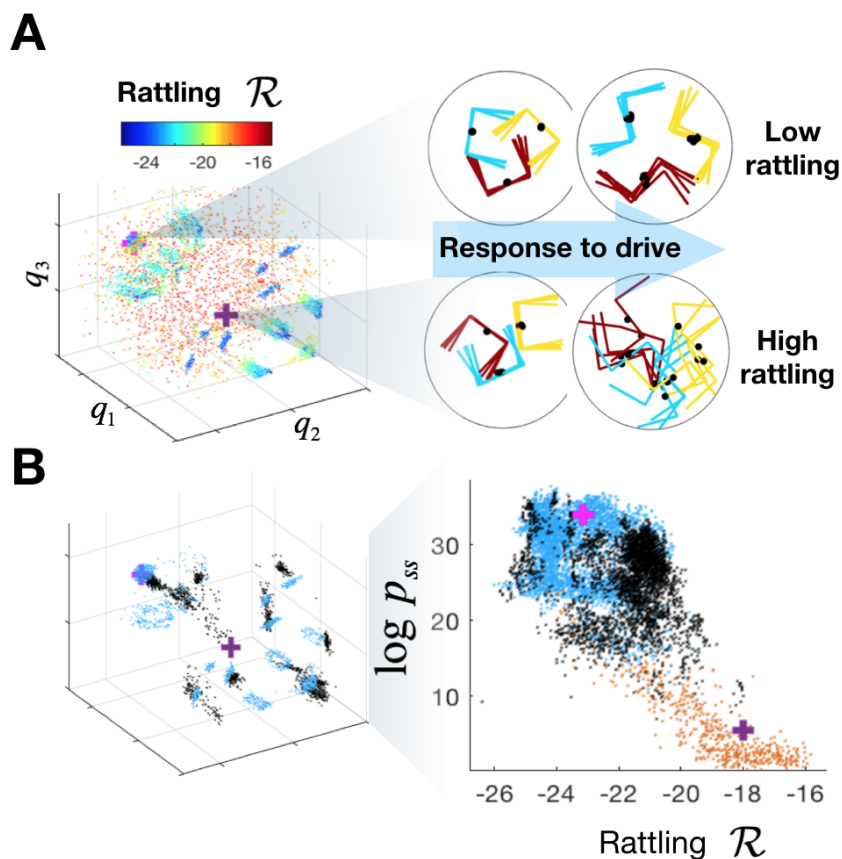 A
Rattling R
-24 -20 -16
Low
rattling
Response to drive
q3
q1
q2
High
rattling
B
log pss
30
20
10
-26 -24 -22 -20 -18 -16
Rattling R